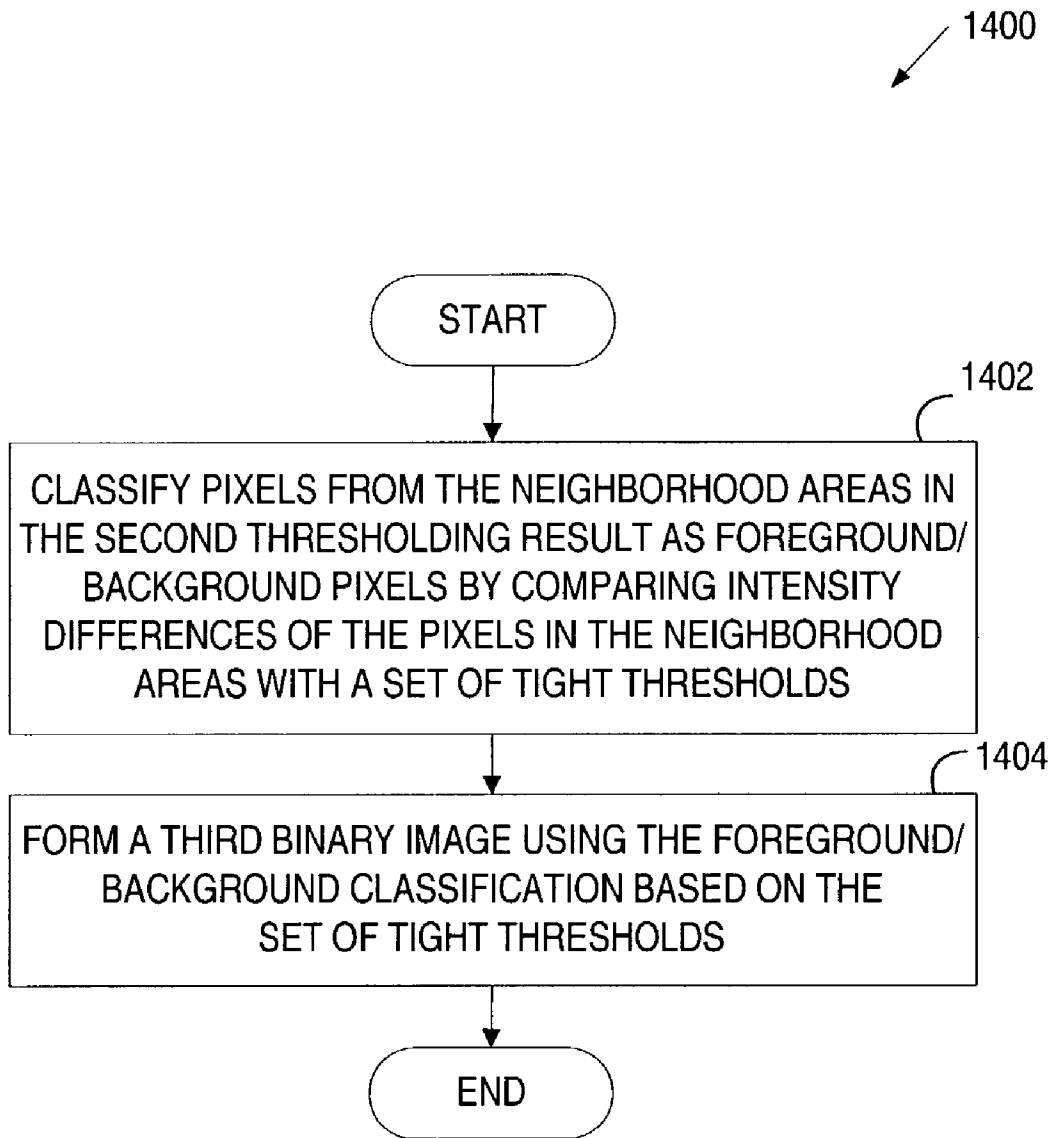 1400
START
1402
CLASSIFY PIXELS FROM THE NEIGHBORHOOD AREAS IN
THE SECOND THRESHOLDING RESULT AS FOREGROUND/
BACKGROUND PIXELS BY COMPARING INTENSITY
DIFFERENCES OF THE PIXELS IN THE NEIGHBORHOOD
AREAS WITH A SET OF TIGHT THRESHOLDS
1404
FORM A THIRD BINARY IMAGE USING THE FOREGROUND/
BACKGROUND CLASSIFICATION BASED ON THE
SET OF TIGHT THRESHOLDS
END